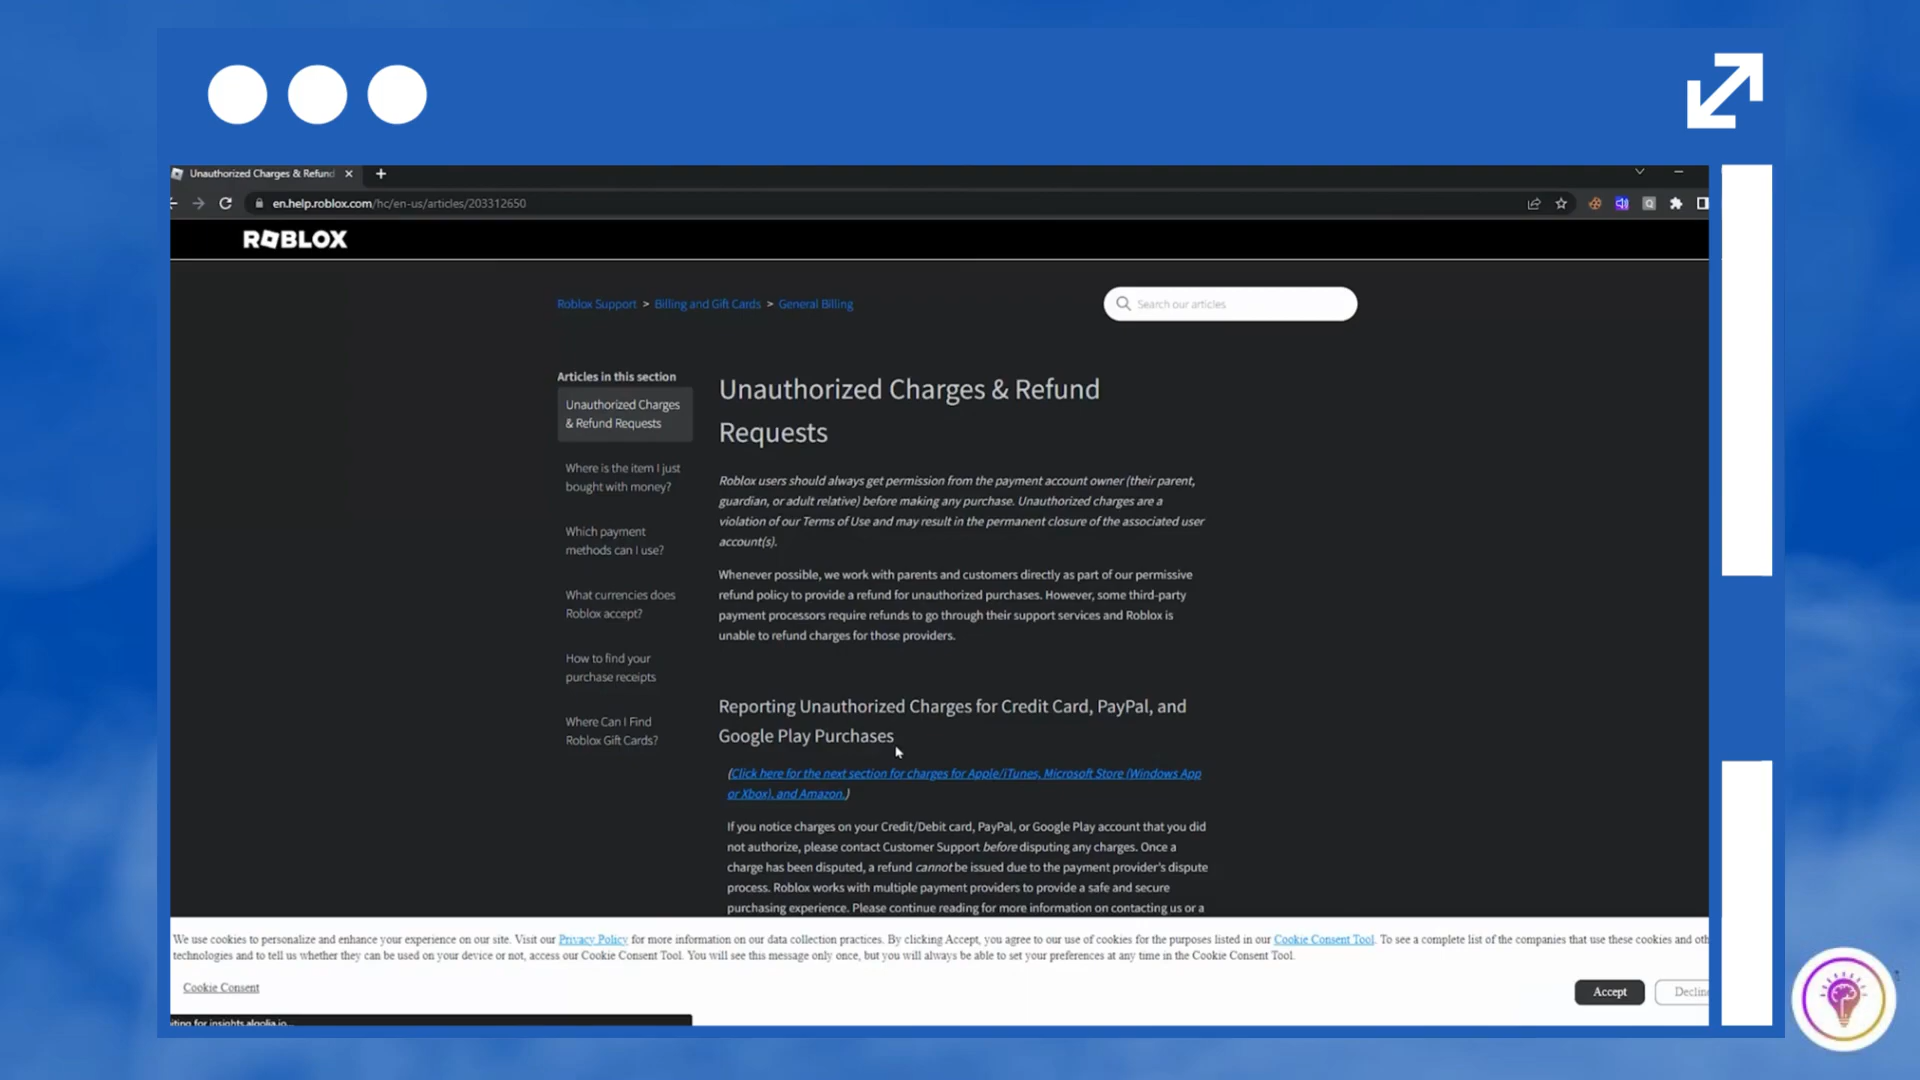 Unauthorized Charges & Refund
en.help.roblox.com/hc/en-us/articles/203312650
ROBLOX
Roblox Support > Billing and Gift Cards > General Billing
Search our articles
Articles in this section
Unauthorized Charges
& Refund Requests
Where is the item I just
bought with money?
Which payment
methods can I use?
What currencies does
Roblox accept?
How to find your
purchase receipts
Where Can I Find
Roblox Gift Cards?
Unauthorized Charges & Refund
Requests
Roblox users should always get permission from the payment account owner (their parent,
guardian, or adult relative) before making any purchase. Unauthorized charges are a
violation of our Terms of Use and may result in the permanent closure of the associated user
account(s).
Whenever possible, we work with parents and customers directly as part of our permissive
refund policy to provide a refund for unauthorized purchases. However, some third-party
payment processors require refunds to go through their support services and Roblox is
unable to refund charges for those providers.
Reporting Unauthorized Charges for Credit Card, PayPal, and
Google Play Purchases
(Click here for the next section for charges for Apple/iTunes, Microsoft Store (Windows App
or Xbox), and Amazon.)
If you notice charges on your Credit/Debit card, PayPal, or Google Play account that you did
not authorize, please contact Customer Support before disputing any charges. Once a
charge has been disputed, a refund cannot be issued due to the payment provider's dispute
process. Roblox works with multiple payment providers to provide a safe and secure
purchasing experience. Please continue reading for more information on contacting us or a
We use cookies to personalize and enhance your experience on our site. Visit our Privacy Policy for more information on our data collection practices. By clicking Accept, you agree to our use of cookies for the purposes listed in our Cookie Consent Tool. To see a complete list of the companies that use these cookies and oth
technologies and to tell us whether they can be used on your device or not, access our Cookie Consent Tool. You will see this message only once, but you will always be able to set your preferences at any time in the Cookie Consent Tool.
Cookie Consent
Accept
Decline
iting for insights.algolia.io...